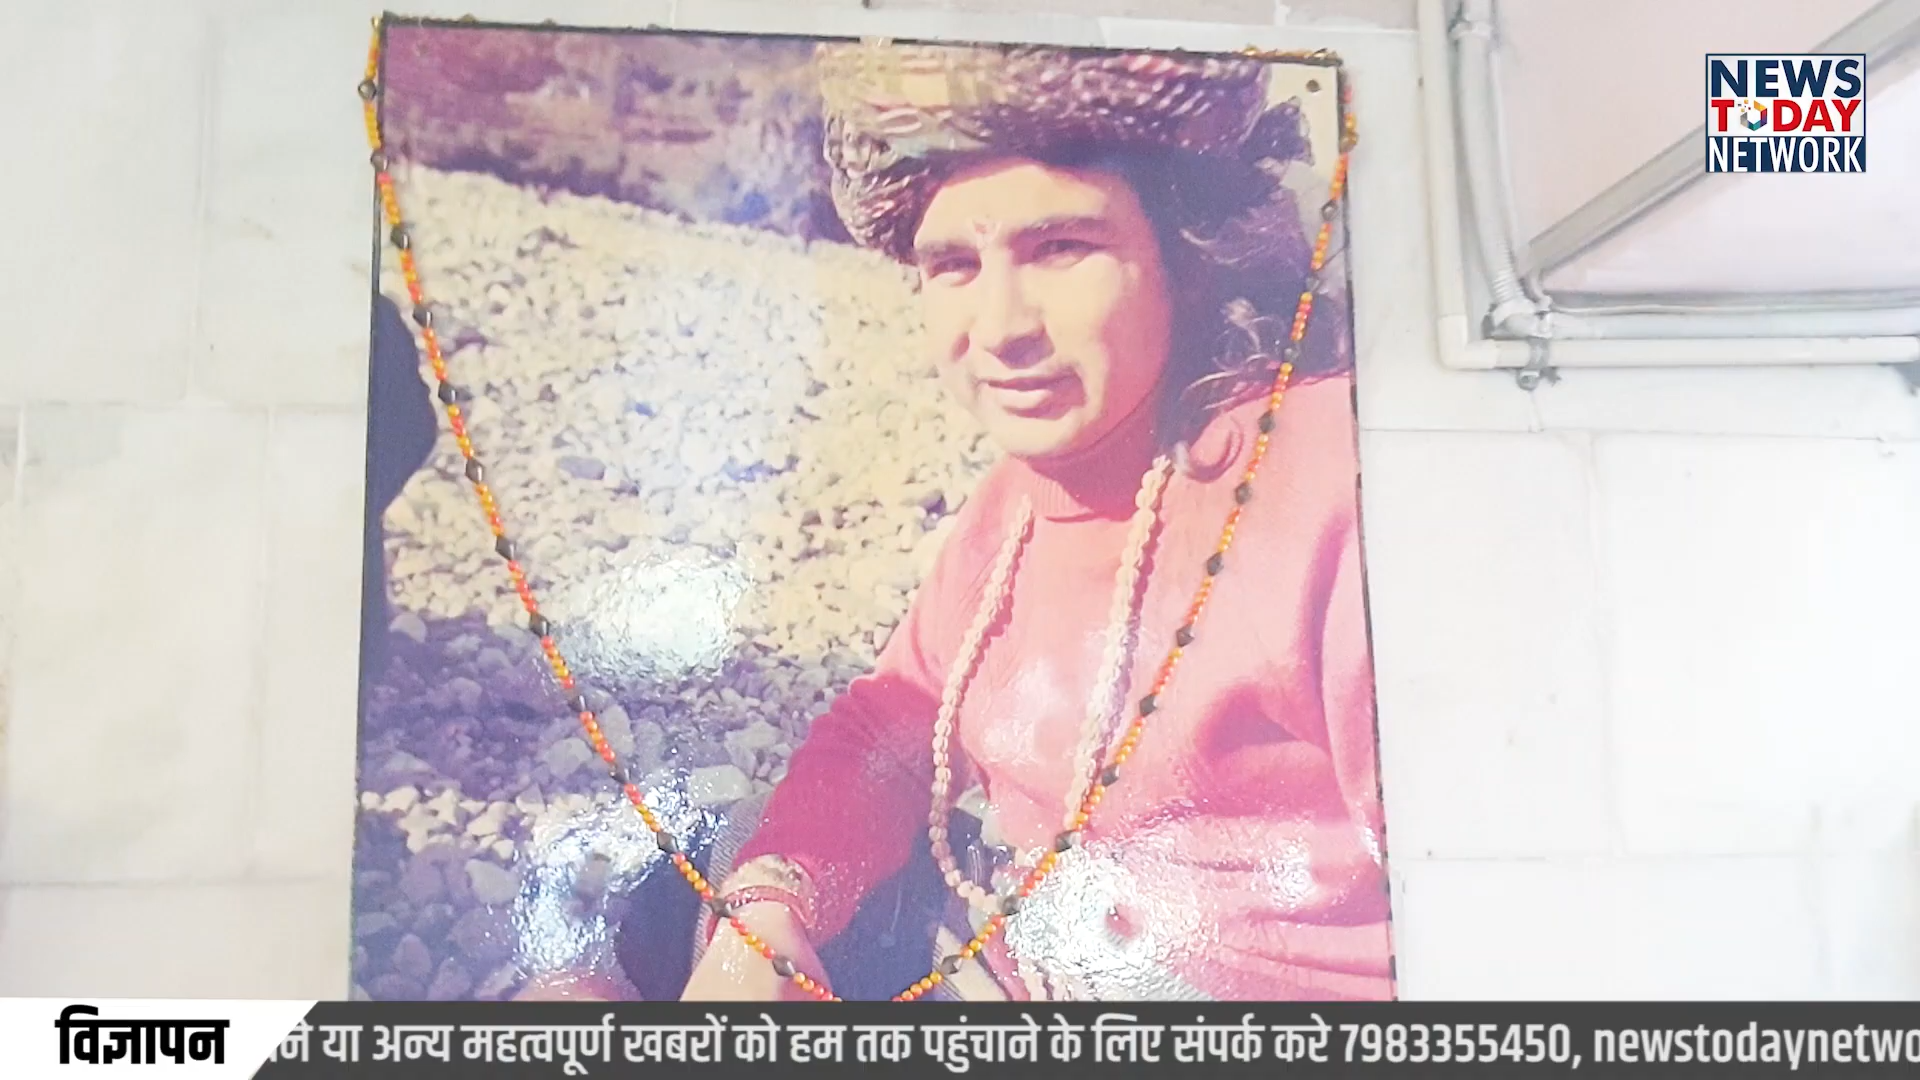 NEWS
TODAY
NETWORK
विज्ञापन
या अन्य महत्वपूर्ण खबरों को हम तक पहुंचाने के लिए संपर्क करे 7983355450,